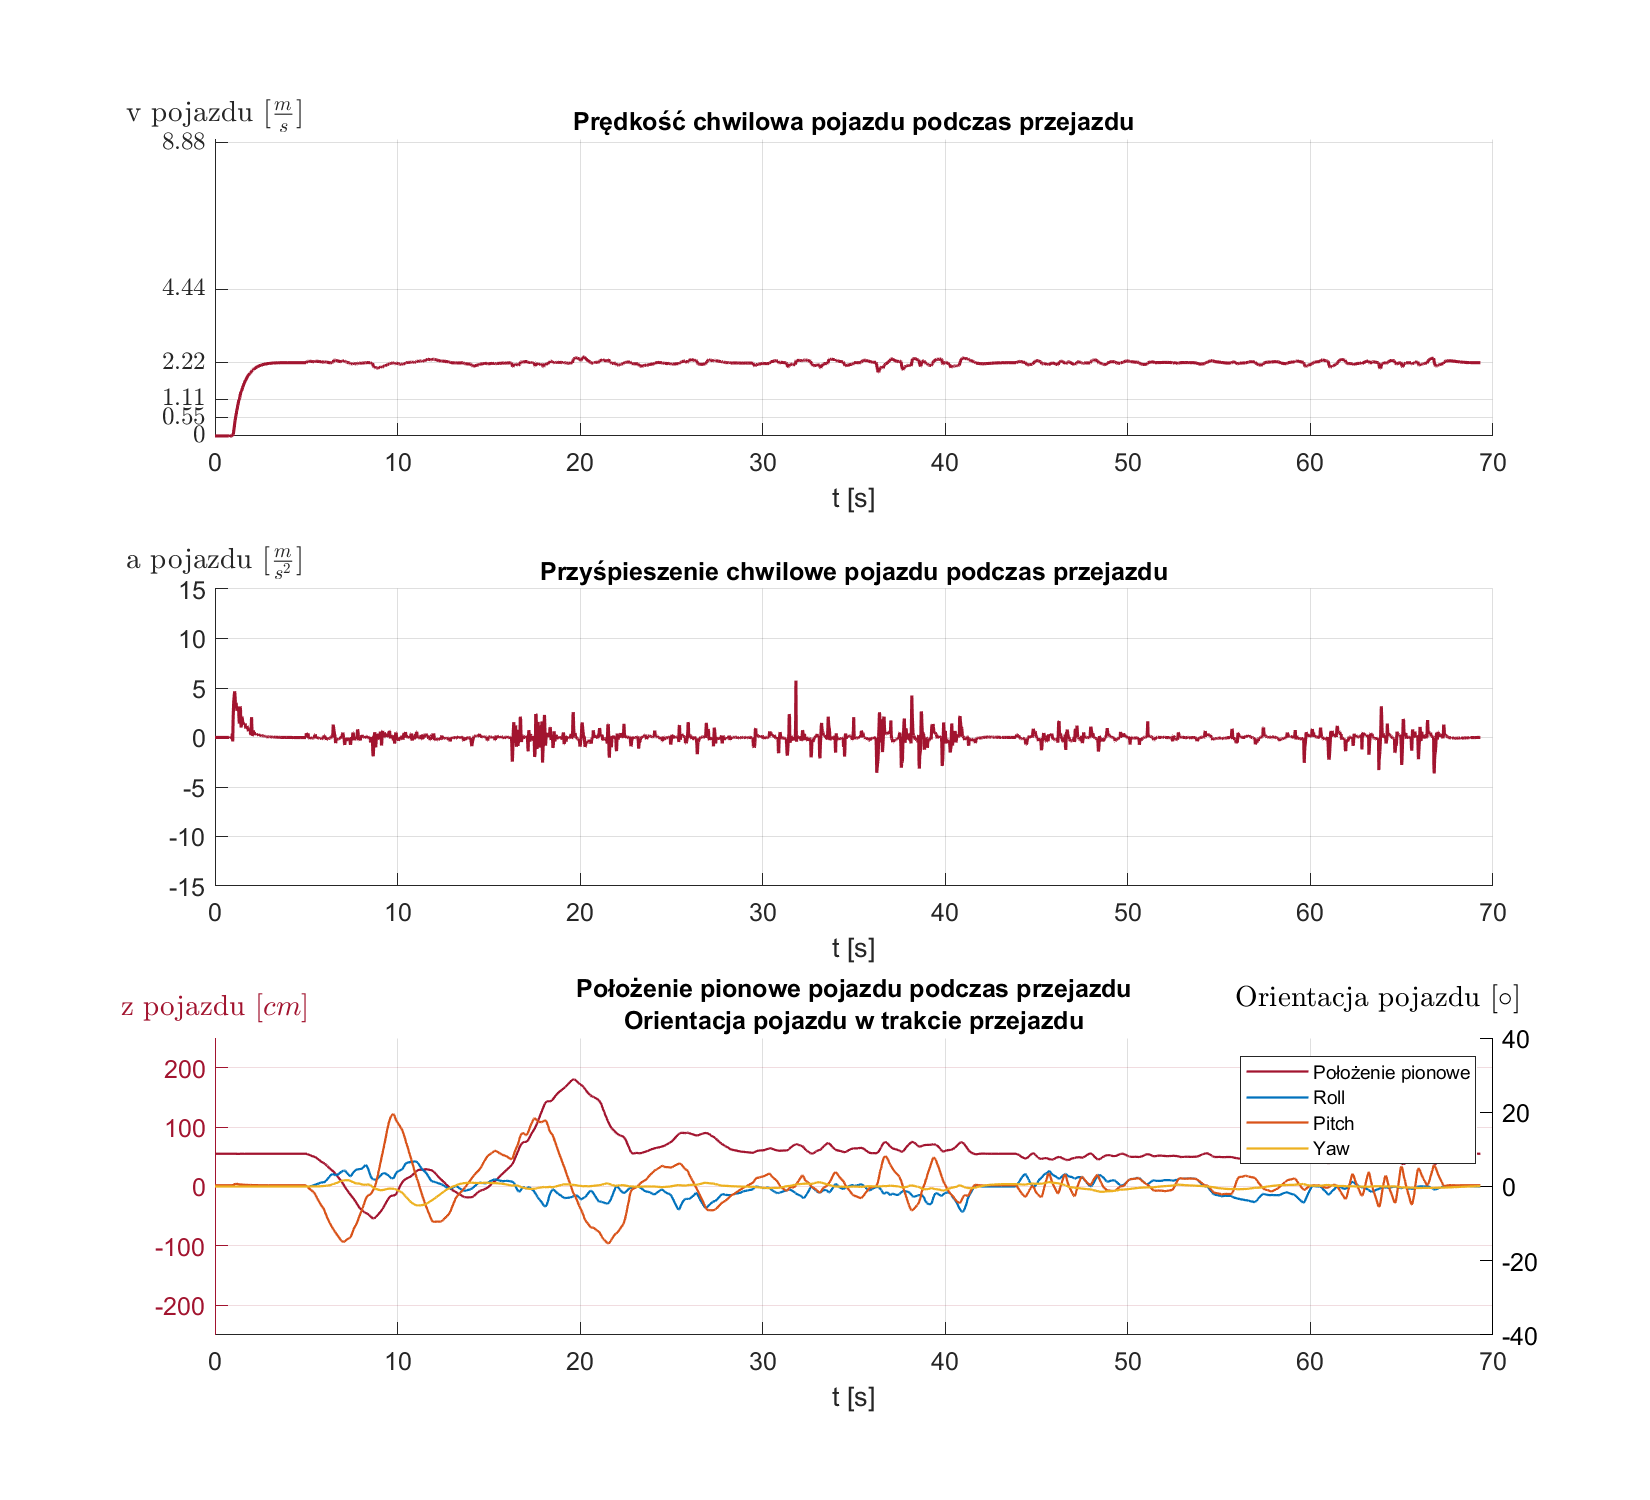 v pojazdu [m/s]
Prędkość chwilowa pojazdu podczas przejazdu
8.88
4.44
2.22
1.11
0.55
0
0 10 20 30 40 50 60 70
t [s]
a pojazdu [m/s²]
Przyśpieszenie chwilowe pojazdu podczas przejazdu
15
10
5
0
-5
-10
-15
0 10 20 30 40 50 60 70
t [s]
z pojazdu [cm]
Położenie pionowe pojazdu podczas przejazdu
Orientacja pojazdu w trakcie przejazdu
Orientacja pojazdu [∘]
200
100
0
-100
-200
40
20
0
-20
-40
Położenie pionowe
Roll
Pitch
Yaw
0 10 20 30 40 50 60 70
t [s]